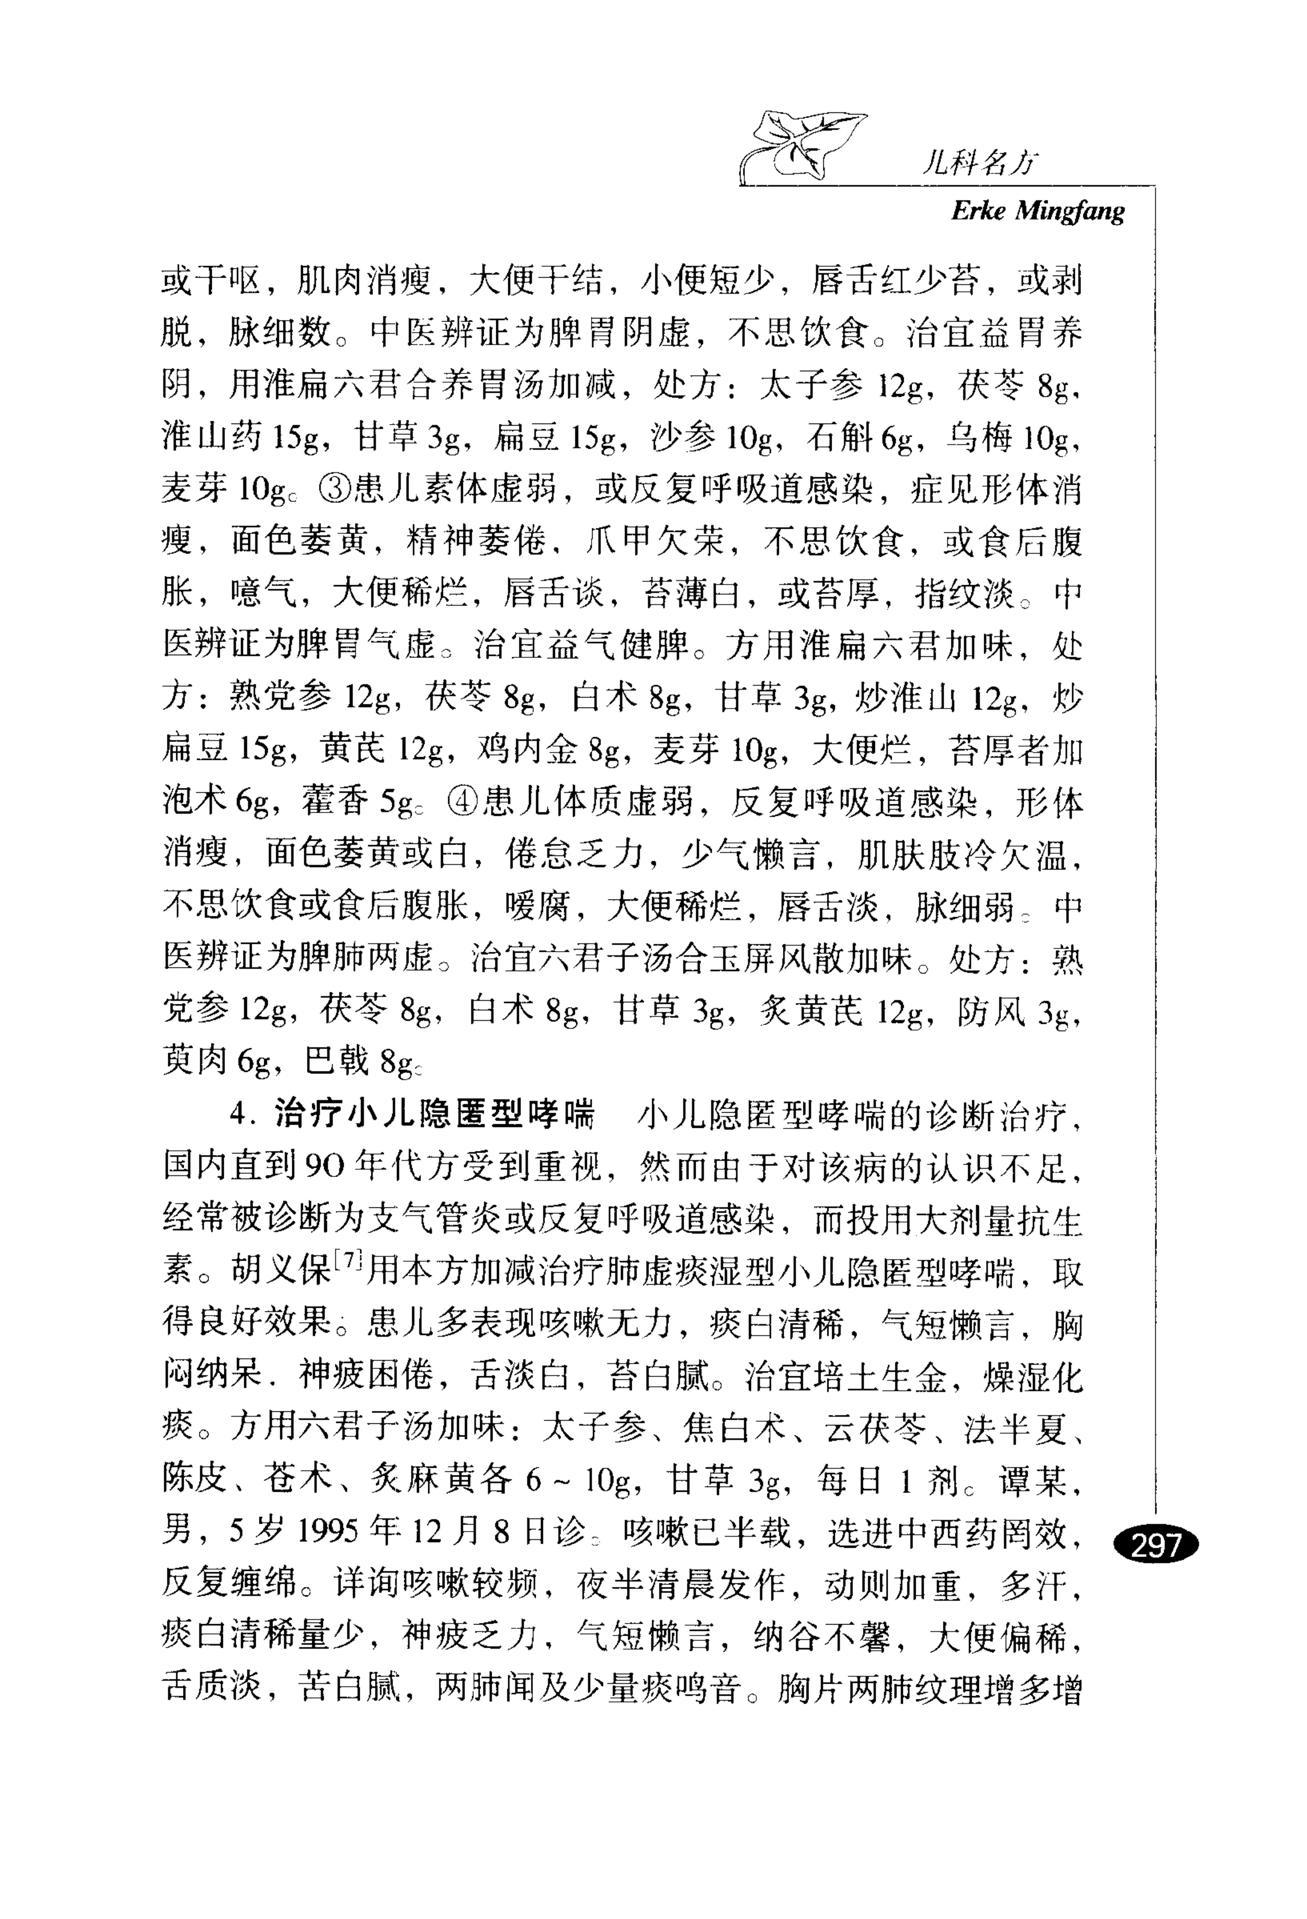 儿科名方
Erke Mingfang
或干呕，肌肉消瘦，大便干结，小便短少，唇舌红少苔，或剥
脱，脉细数。中医辨证为脾胃阴虚，不思饮食。治宜益胃养
阴，用淮扁六君合养胃汤加减，处方：太子参 12g，茯苓 8g，
淮山药 15g，甘草 3g，扁豆 15g，沙参 10g，石斛 6g，乌梅 10g，
麦芽 10g。③患儿素体虚弱，或反复呼吸道感染，症见形体消
瘦，面色萎黄，精神萎倦，爪甲欠荣，不思饮食，或食后腹
胀，噫气，大便稀烂，唇舌谈，苔薄白，或苔厚，指纹淡。中
医辨证为脾胃气虚。治宜益气健脾。方用淮扁六君加味，处
方：熟党参 12g，茯苓 8g，白术 8g，甘草 3g，炒淮山 12g，炒
扁豆 15g，黄芪 12g，鸡内金 8g，麦芽 10g，大便烂，苔厚者加
泡术 6g，藿香 5g。④患儿体质虚弱，反复呼吸道感染，形体
消瘦，面色萎黄或白，倦怠乏力，少气懒言，肌肤肢冷欠温，
不思饮食或食后腹胀，嗳腐，大便稀烂，唇舌淡，脉细弱。中
医辨证为脾肺两虚。治宜六君子汤合玉屏风散加味。处方：熟
党参 12g，茯苓 8g，白术 8g，甘草 3g，炙黄芪 12g，防风 3g，
萸肉 6g，巴戟 8g。
4. 治疗小儿隐匿型哮喘　小儿隐匿型哮喘的诊断治疗，
国内直到 90 年代方受到重视，然而由于对该病的认识不足，
经常被诊断为支气管炎或反复呼吸道感染，而投用大剂量抗生
素。胡义保[7]用本方加减治疗肺虚痰湿型小儿隐匿型哮喘，取
得良好效果。患儿多表现咳嗽无力，痰白清稀，气短懒言，胸
闷纳呆．神疲困倦，舌淡白，苔白腻。治宜培土生金，燥湿化
痰。方用六君子汤加味：太子参、焦白术、云茯苓、法半夏、
陈皮、苍术、炙麻黄各 6～10g，甘草 3g，每日 1 剂。谭某，
男，5 岁 1995 年 12 月 8 日诊。咳嗽已半载，选进中西药罔效，
反复缠绵。详询咳嗽较频，夜半清晨发作，动则加重，多汗，
痰白清稀量少，神疲乏力，气短懒言，纳谷不馨，大便偏稀，
舌质淡，苦白腻，两肺闻及少量痰鸣音。胸片两肺纹理增多增
297